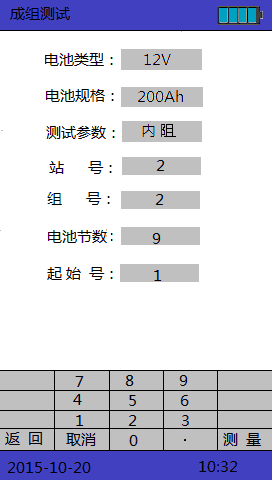 成组测试
电池类型： 12V
电池规格： 200Ah
测试参数： 内 阻
站 号： 2
组 号： 2
电池节数： 9
起 始 号： 1
7 8 9
4 5 6
1 2 3
返 回 取消 0 . 测 量
2015-10-20 10:32